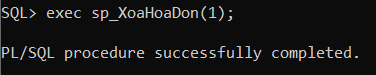 SQL> exec sp_XoaHoaDon(1);
PL/SQL procedure successfully completed.